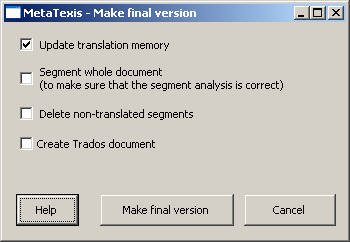 MetaTexis - Make final version
Update translation memory
Segment whole document
(to make sure that the segment analysis is correct)
Delete non-translated segments
Create Trados document
Help
Make final version
Cancel